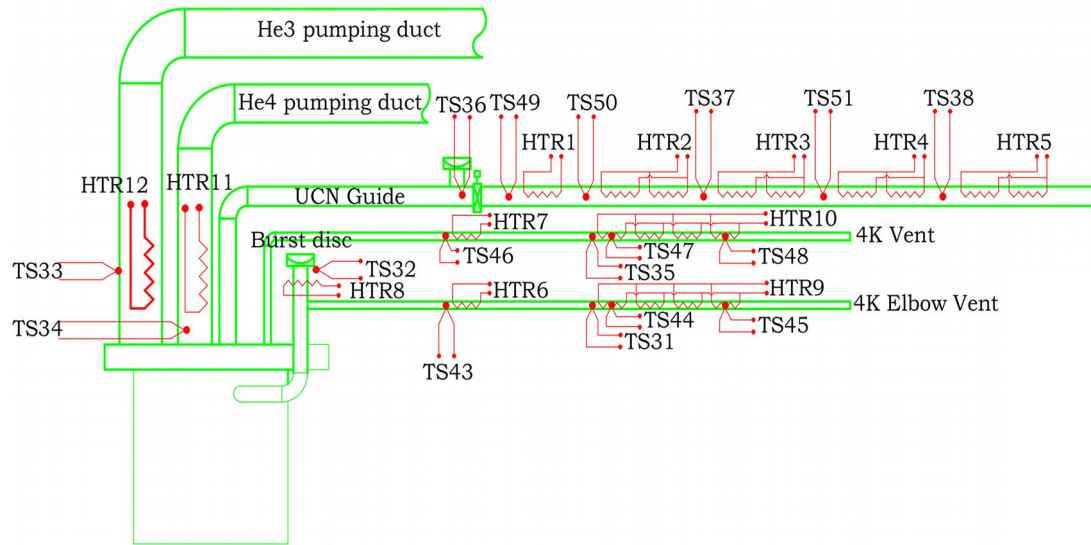 He3 pumping duct
He4 pumping duct
TS36
TS49
TS50
TS37
TS51
TS38
HTR1
HTR2
HTR3
HTR4
HTR5
HTR12
HTR11
UCN Guide
HTR7
HTR10
4K Vent
Burst disc
TS46
TS47
TS48
TS33
TS32
TS35
HTR8
HTR6
HTR9
4K Elbow Vent
TS34
TS44
TS45
TS31
TS43